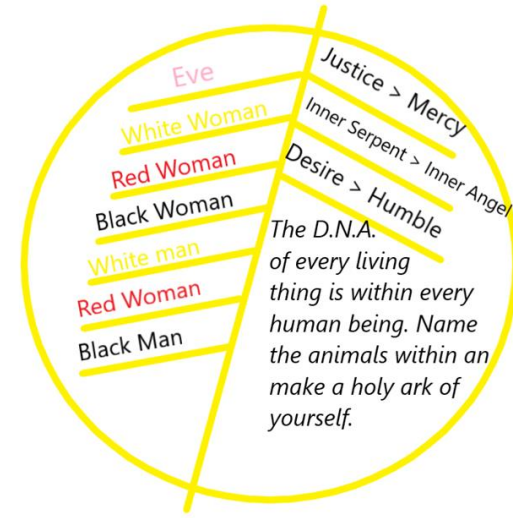 Eve
White Woman
Red Woman
Black Woman
White man
Red Woman
Black Man
Justice > Mercy
Inner Serpent > Inner Angel
Desire > Humble
The D.N.A.
of every living
thing is within every
human being. Name
the animals within an
make a holy ark of
yourself.